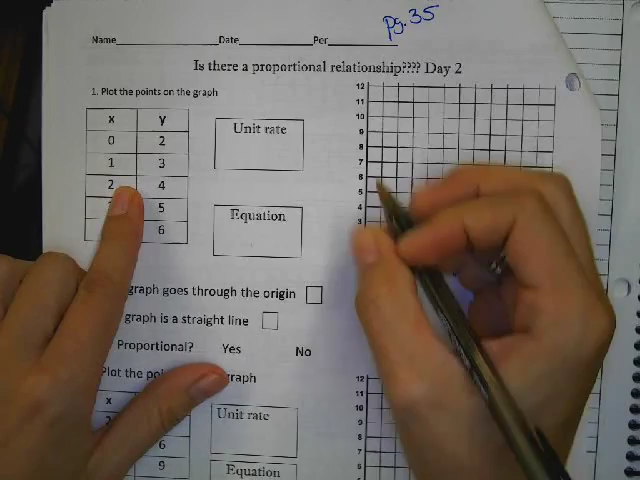 pg. 35
Name Date Per
Is there a proportional relationship???? Day 2
1. Plot the points on the graph
x y
0 2
1 3
2 4
5
6
Unit rate
Equation
12
11
10
9
8
7
6
5
4
3
graph goes through the origin
graph is a straight line
Proportional? Yes No
Plot the graph
x
6
9
Unit rate
Equation
12
11
10
9
8
7
6
5